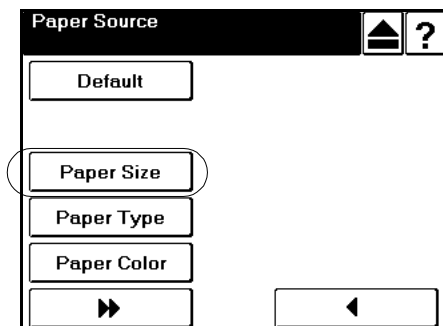 Paper Source
?
Default
Paper Size
Paper Type
Paper Color